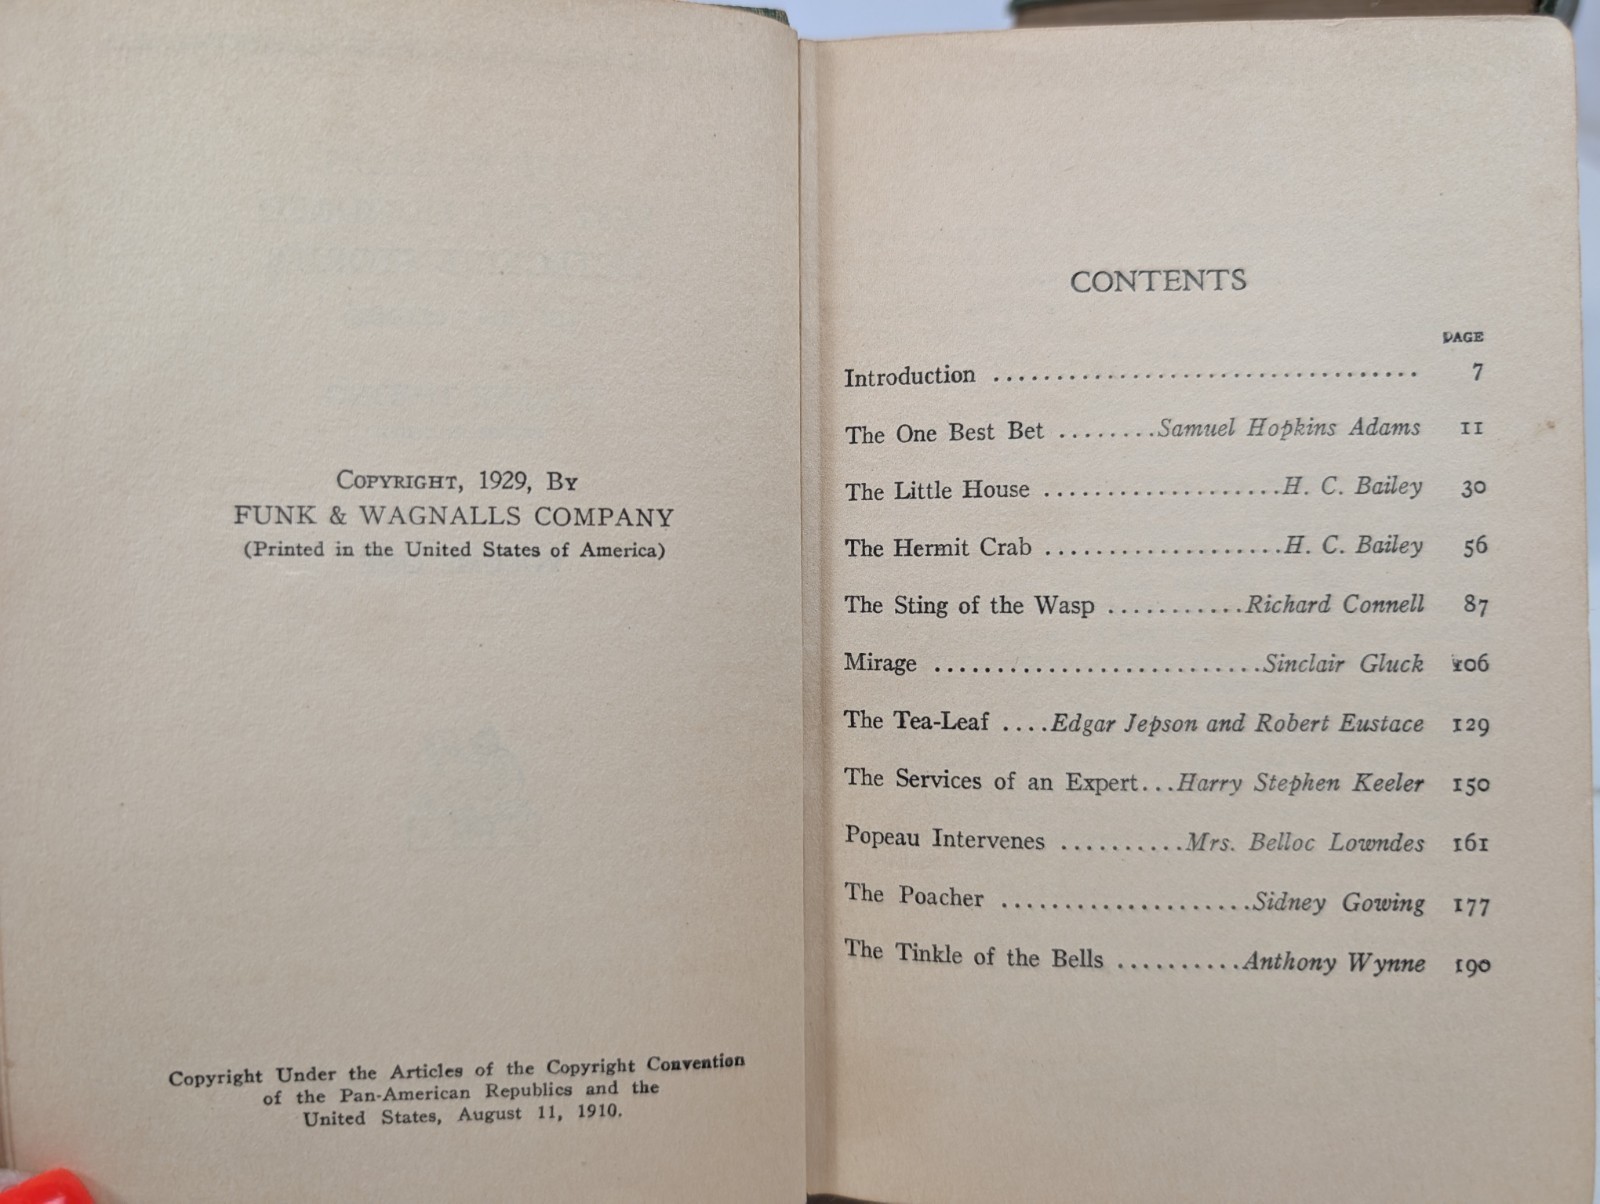 Copyright, 1929, By
FUNK & WAGNALLS COMPANY
(Printed in the United States of America)
Copyright Under the Articles of the Copyright Convention
of the Pan-American Republics and the
United States, August 11, 1910.
CONTENTS
PAGE
Introduction .................................. 7
The One Best Bet ........Samuel Hopkins Adams 11
The Little House ...................H. C. Bailey 30
The Hermit Crab ...................H. C. Bailey 56
The Sting of the Wasp ...........Richard Connell 87
Mirage ..........................Sinclair Gluck 106
The Tea-Leaf ....Edgar Jepson and Robert Eustace 129
The Services of an Expert...Harry Stephen Keeler 150
Popeau Intervenes ..........Mrs. Belloc Lowndes 161
The Poacher ....................Sidney Gowing 177
The Tinkle of the Bells ..........Anthony Wynne 190